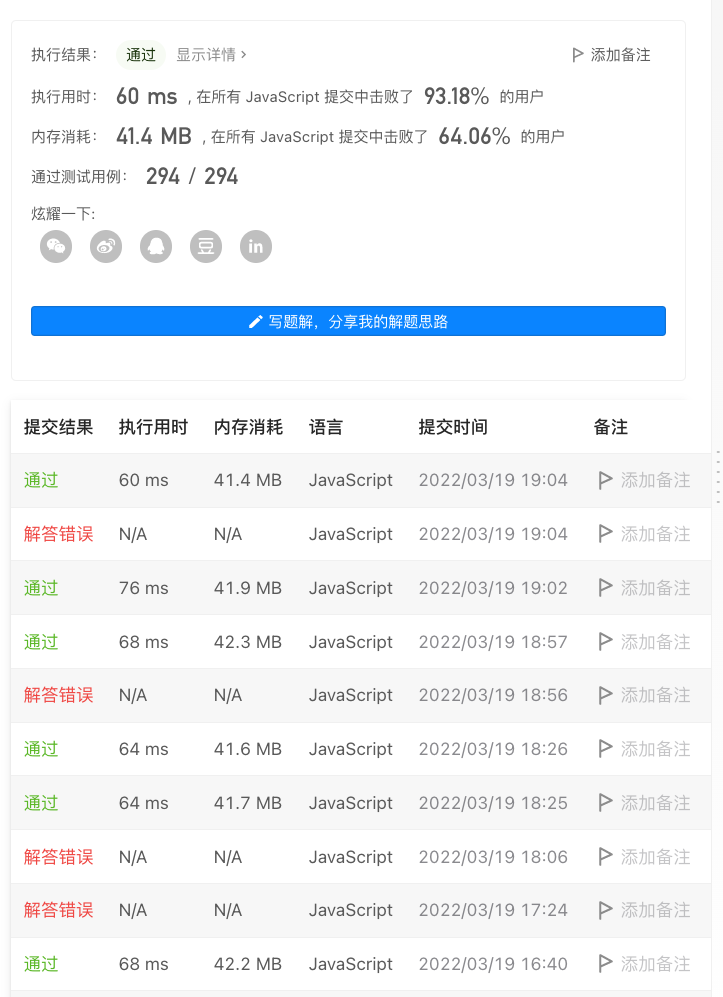 执行结果： 通过 显示详情 › 添加备注
执行用时： 60 ms , 在所有 JavaScript 提交中击败了 93.18% 的用户
内存消耗： 41.4 MB , 在所有 JavaScript 提交中击败了 64.06% 的用户
通过测试用例： 294 / 294
炫耀一下:
豆 in
写题解，分享我的解题思路
提交结果 执行用时 内存消耗 语言 提交时间 备注
通过 60 ms 41.4 MB JavaScript 2022/03/19 19:04 添加备注
解答错误 N/A N/A JavaScript 2022/03/19 19:04 添加备注
通过 76 ms 41.9 MB JavaScript 2022/03/19 19:02 添加备注
通过 68 ms 42.3 MB JavaScript 2022/03/19 18:57 添加备注
解答错误 N/A N/A JavaScript 2022/03/19 18:56 添加备注
通过 64 ms 41.6 MB JavaScript 2022/03/19 18:26 添加备注
通过 64 ms 41.7 MB JavaScript 2022/03/19 18:25 添加备注
解答错误 N/A N/A JavaScript 2022/03/19 18:06 添加备注
解答错误 N/A N/A JavaScript 2022/03/19 17:24 添加备注
通过 68 ms 42.2 MB JavaScript 2022/03/19 16:40 添加备注